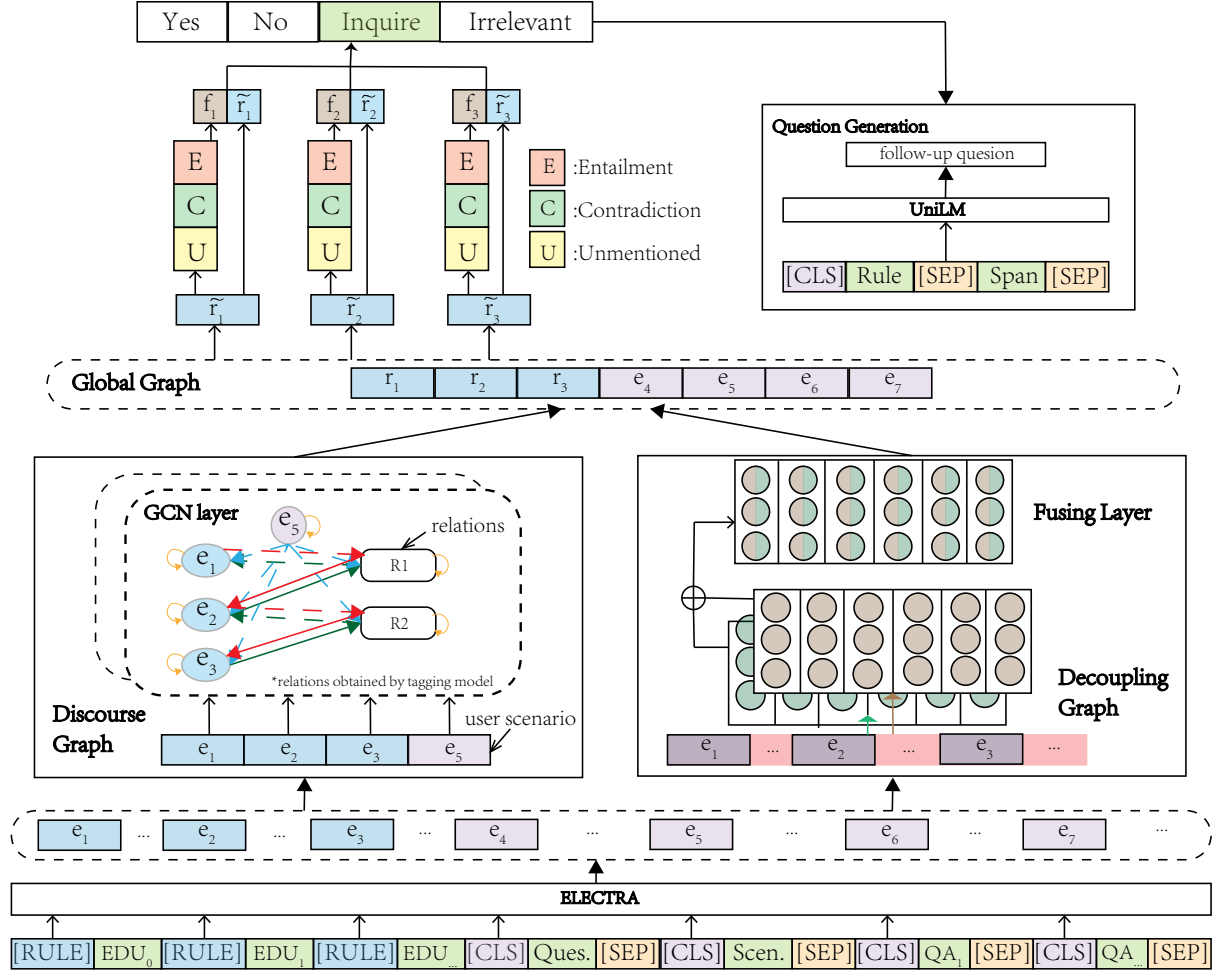 Yes No Inquire Irrelevant
f1 r̃1 f2 r̃2 f3 r̃3
E E E
C C C
U U U
E :Entailment
C :Contradiction
U :Unmentioned
r̃1 r̃2 r̃3
Question Generation
follow-up quesion
UniLM
[CLS] Rule [SEP] Span [SEP]
Global Graph
r1 r2 r3 e4 e5 e6 e7
GCN layer
relations
e5
e1 R1
e2 R2
e3
*relations obtained by tagging model
Discourse
Graph
user scenario
e1 e2 e3 e5
Fusing Layer
Decoupling
Graph
e1 ... e2 ... e3 ...
e1 ... e2 ... e3 ... e4 ... e5 ... e6 ... e7 ...
ELECTRA
[RULE] EDU0 [RULE] EDU1 [RULE] EDU... [CLS] Ques. [SEP] [CLS] Scen. [SEP] [CLS] QA1 [SEP] [CLS] QA... [SEP]